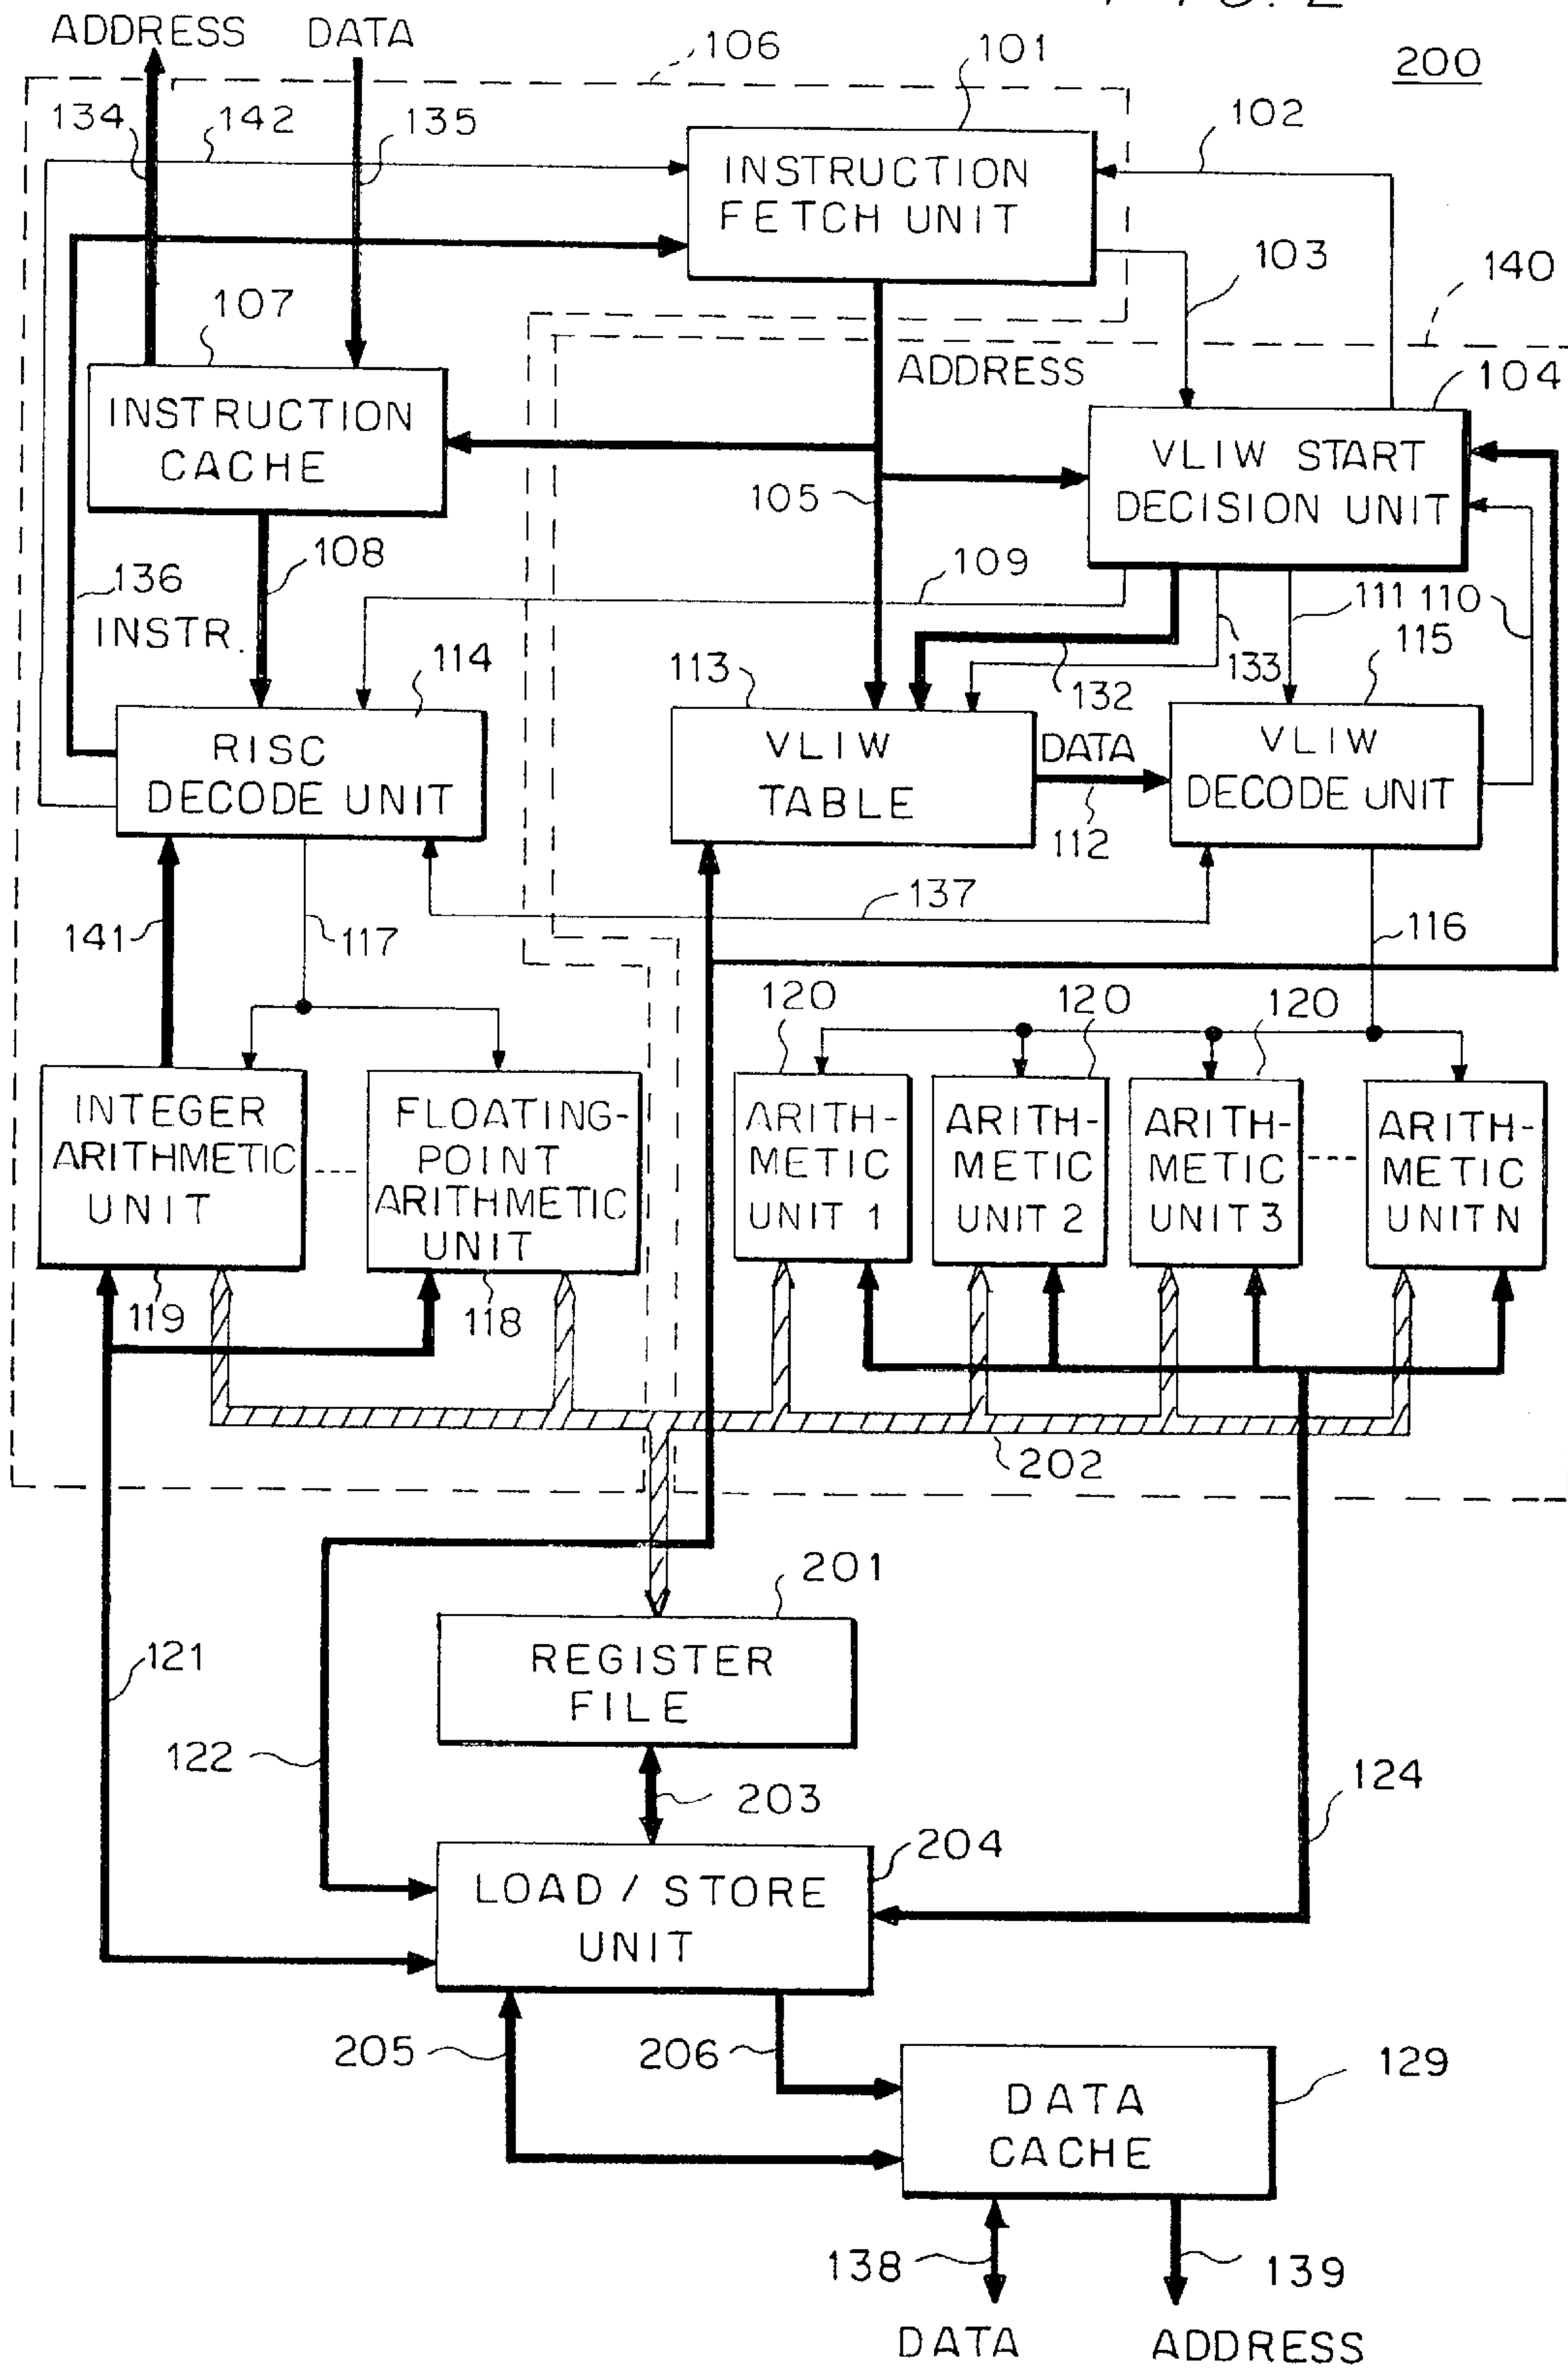 FIG. 2
ADDRESS DATA
106 101
200
134 142 135
102
INSTRUCTION
FETCH UNIT
103
140
107
ADDRESS
104
INSTRUCTION
CACHE
VLIW START
DECISION UNIT
105
108
109
136
INSTR.
111 110
115
114
113
133
132
RISC
DECODE UNIT
VLIW
TABLE
DATA
112
VLIW
DECODE UNIT
137
141
117
116
120 120 120
INTEGER
ARITHMETIC
UNIT
---
FLOATING-
POINT
ARITHMETIC
UNIT
ARITH-
METIC
UNIT 1
ARITH-
METIC
UNIT 2
ARITH-
METIC
UNIT 3
---
ARITH-
METIC
UNIT N
119 118
202
201
REGISTER
FILE
121
122
203
124
204
LOAD / STORE
UNIT
205 206
129
DATA
CACHE
138 139
DATA ADDRESS